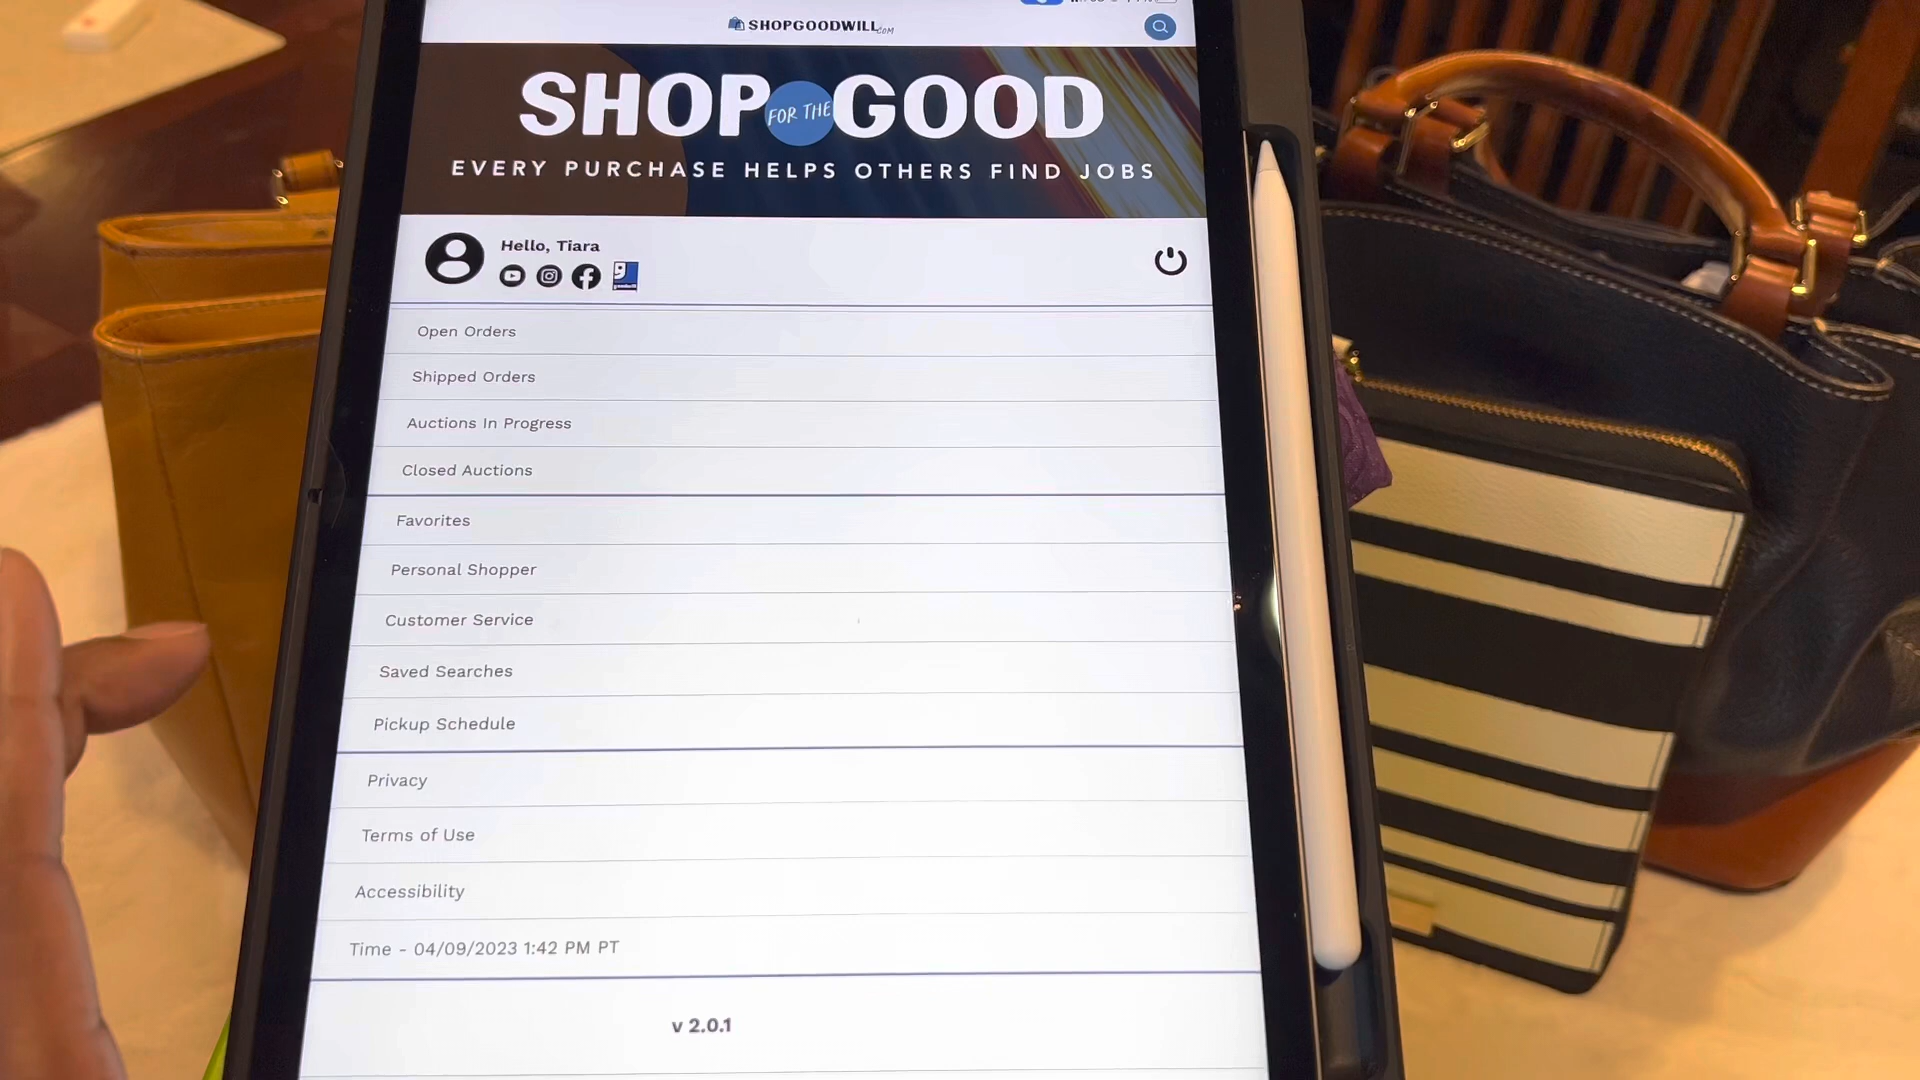 SHOPGOODWILL.COM
SHOP FOR THE GOOD
EVERY PURCHASE HELPS OTHERS FIND JOBS
Hello, Tiara
Open Orders
Shipped Orders
Auctions In Progress
Closed Auctions
Favorites
Personal Shopper
Customer Service
Saved Searches
Pickup Schedule
Privacy
Terms of Use
Accessibility
Time - 04/09/2023 1:42 PM PT
v 2.0.1